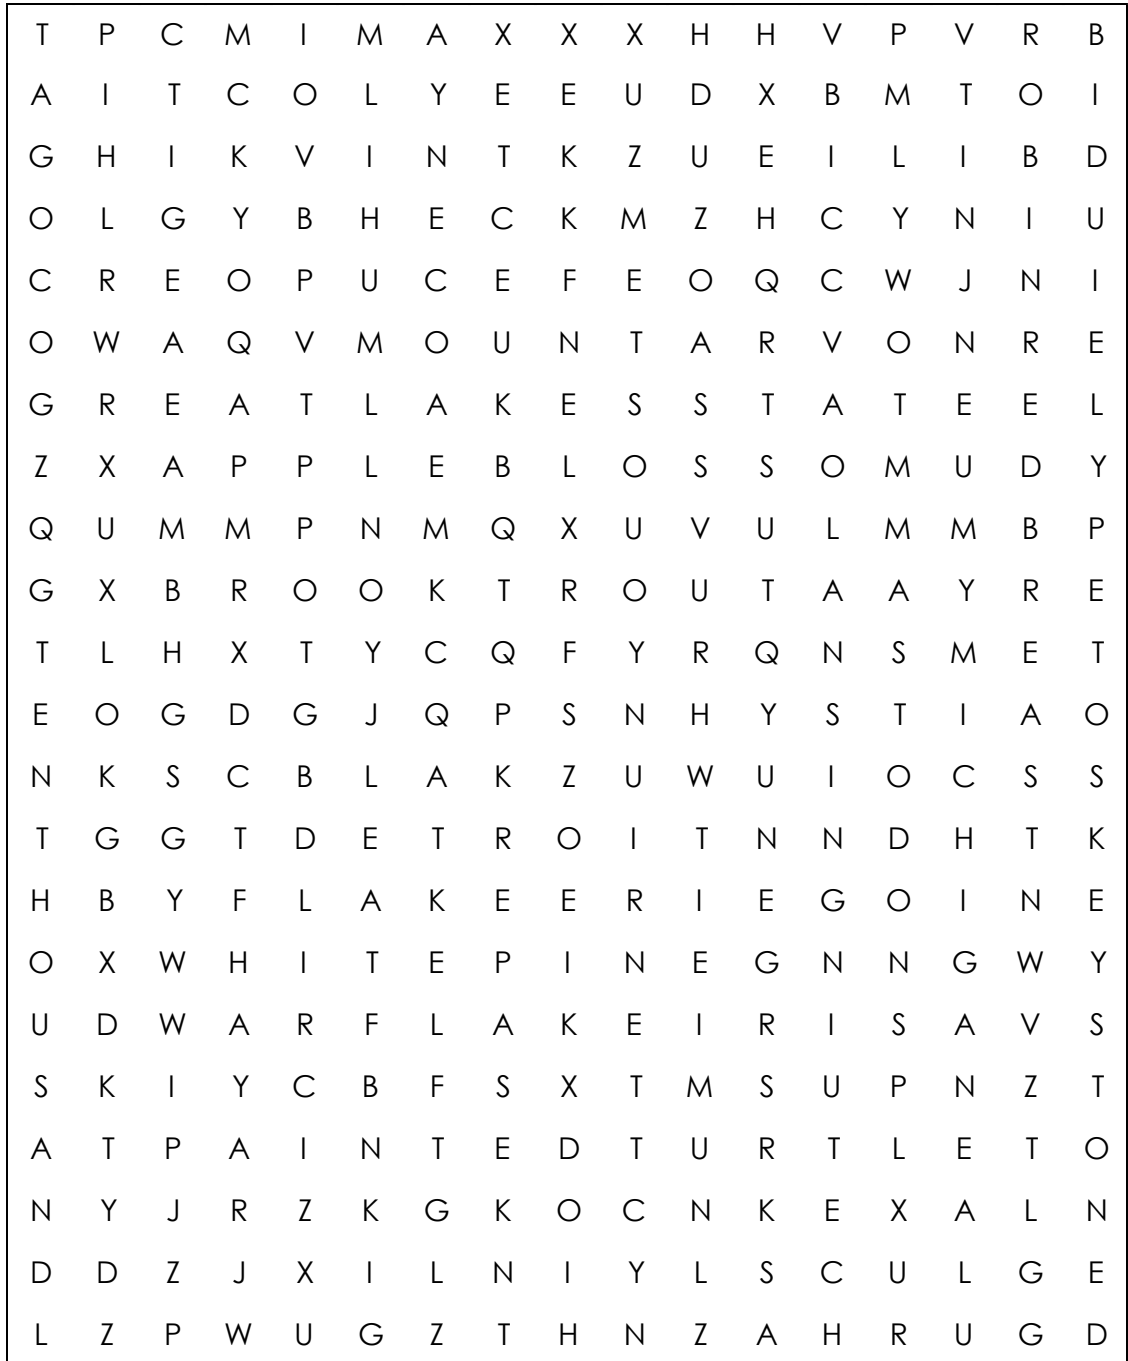 T P C M I M A X X X H H V P V R B
A I T C O L Y E E U D X B M T O I
G H I K V I N T K Z U E I L I B D
O L G Y B H E C K M Z H C Y N I U
C R E O P U C E F E O Q C W J N I
O W A Q V M O U N T A R V O N R E
G R E A T L A K E S S T A T E E L
Z X A P P L E B L O S S O M U D Y
Q U M M P N M Q X U V U L M M B P
G X B R O O K T R O U T A A Y R E
T L H X T Y C Q F Y R Q N S M E T
E O G D G J Q P S N H Y S T I A O
N K S C B L A K Z U W U I O C S S
T G G T D E T R O I T N N D H T K
H B Y F L A K E E R I E G O I N E
O X W H I T E P I N E G N N G W Y
U D W A R F L A K E I R I S A V S
S K I Y C B F S X T M S U P N Z T
A T P A I N T E D T U R T L E T O
N Y J R Z K G K O C N K E X A L N
D D Z J X I L N I Y L S C U L G E
L Z P W U G Z T H N Z A H R U G D